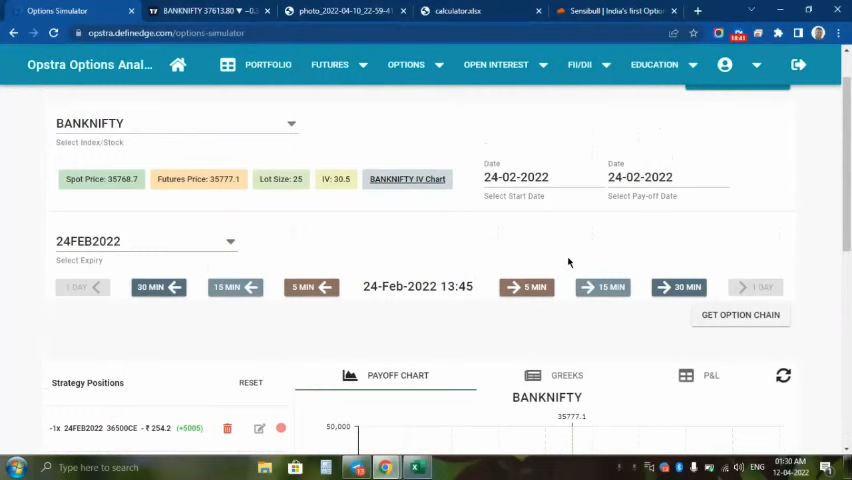 Options Simulator
BANKNIFTY 37613.80 ▼ −0.3
photo_2022-04-10_22-59-41
calculator.xlsx
Sensibull | India's first Option
opstra.definedge.com/options-simulator
Opstra Options Anal...
PORTFOLIO
FUTURES
OPTIONS
OPEN INTEREST
FII/DII
EDUCATION
BANKNIFTY
Select Index/Stock
Spot Price: 35768.7
Futures Price: 35777.1
Lot Size: 25
IV: 30.5
BANKNIFTY IV Chart
Date
24-02-2022
Select Start Date
Date
24-02-2022
Select Pay-off Date
24FEB2022
Select Expiry
1 DAY
30 MIN
15 MIN
5 MIN
24-Feb-2022 13:45
5 MIN
15 MIN
30 MIN
1 DAY
GET OPTION CHAIN
Strategy Positions
RESET
PAYOFF CHART
GREEKS
P&L
BANKNIFTY
35777.1
50,000
-1x 24FEB2022 36500CE - ₹ 254.2 (+5005)
Type here to search
ENG
01:30 AM
12-04-2022